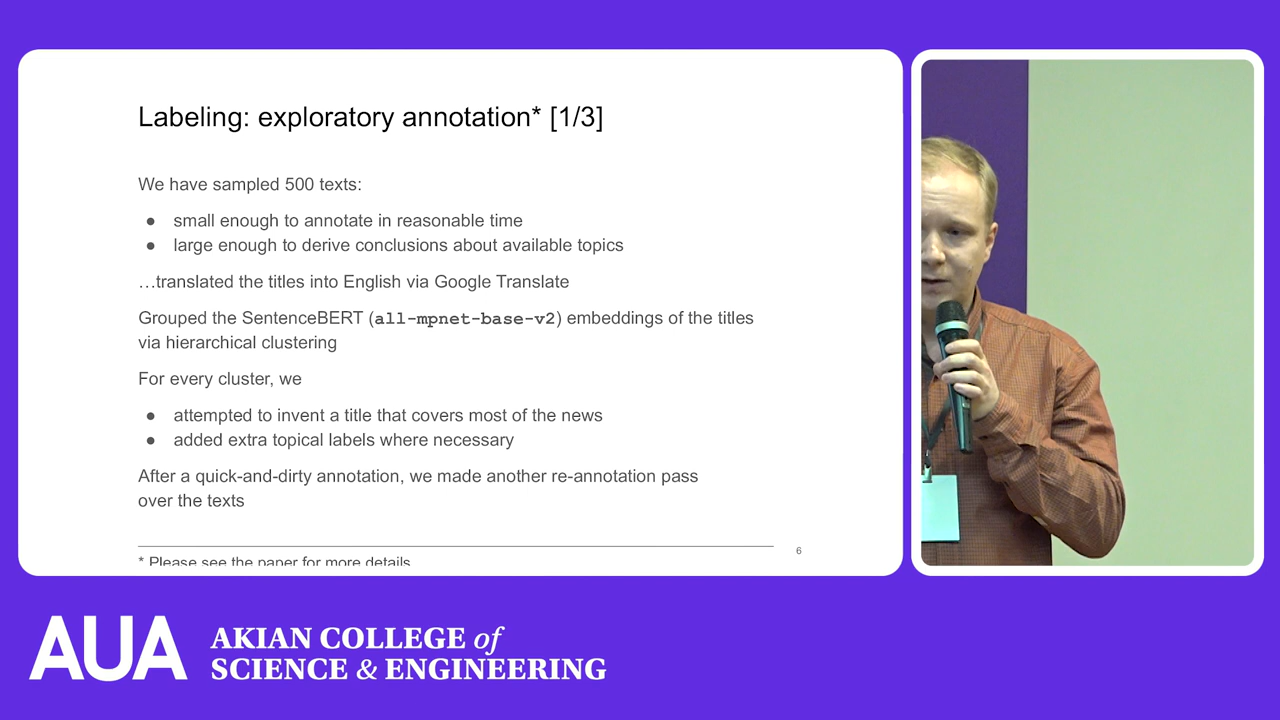 Labeling: exploratory annotation* [1/3]
We have sampled 500 texts:
● small enough to annotate in reasonable time
● large enough to derive conclusions about available topics
…translated the titles into English via Google Translate
Grouped the SentenceBERT (all-mpnet-base-v2) embeddings of the titles
via hierarchical clustering
For every cluster, we
● attempted to invent a title that covers most of the news
● added extra topical labels where necessary
After a quick-and-dirty annotation, we made another re-annotation pass
over the texts
* Please see the paper for more details
6
AUA
AKIAN COLLEGE of
SCIENCE & ENGINEERING